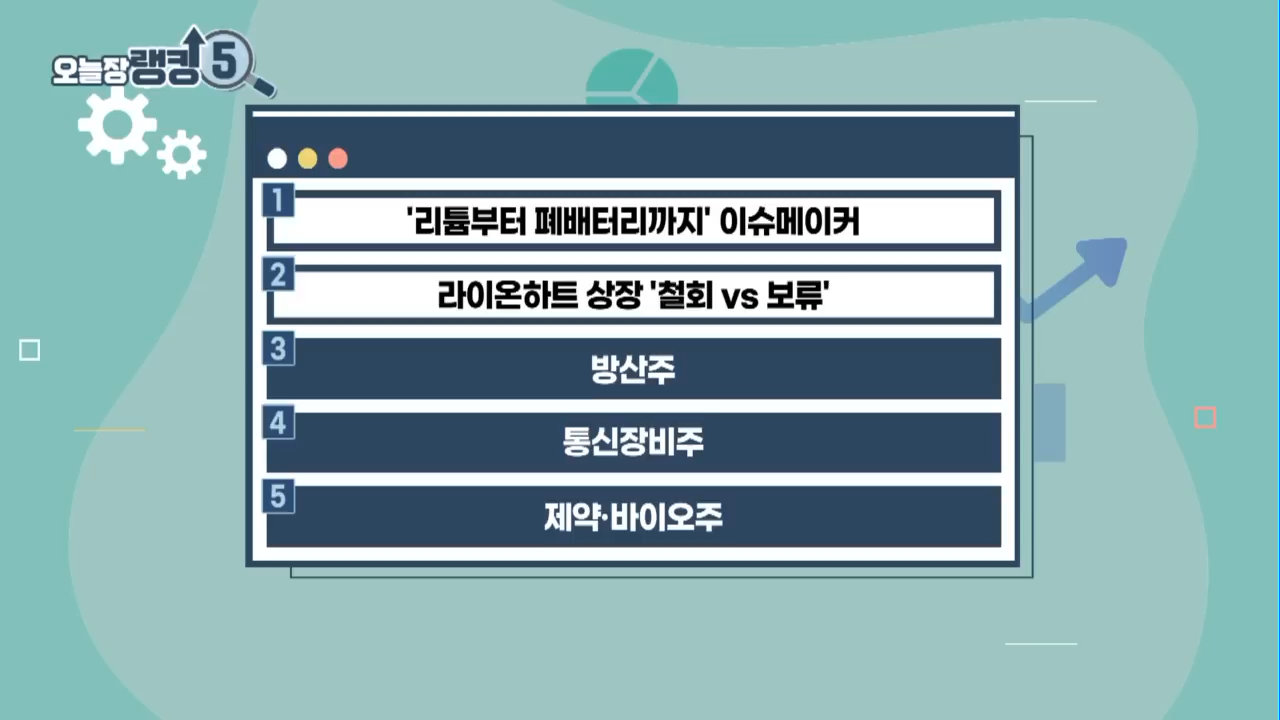 오늘장랭킹5
1
'리튬부터 폐배터리까지' 이슈메이커
2
라이온하트 상장 '철회 vs 보류'
3
방산주
4
통신장비주
5
제약·바이오주